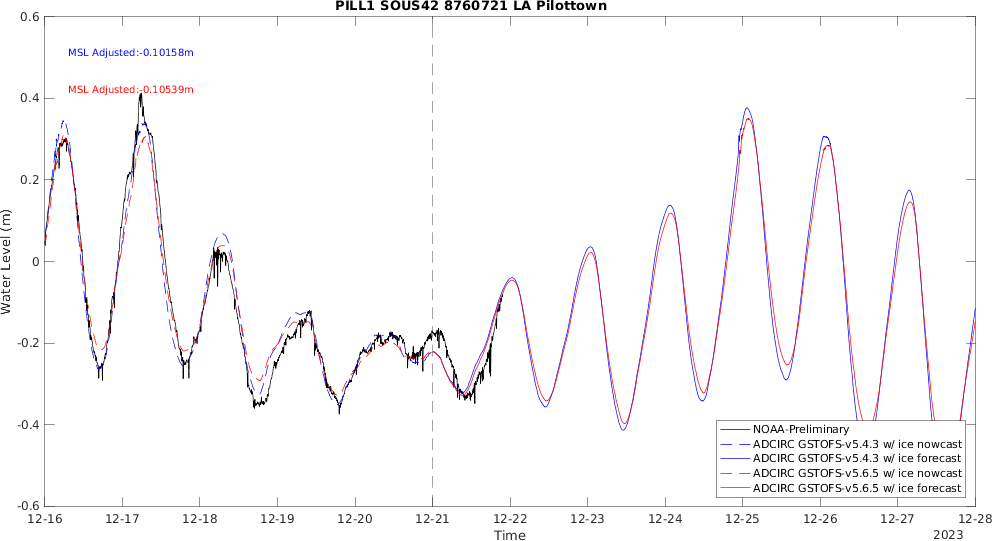 PILL1 SOUS42 8760721 LA Pilottown
MSL Adjusted:-0.10158m
MSL Adjusted:-0.10539m
0.6
0.4
0.2
0
-0.2
-0.4
-0.6
Water Level (m)
NOAA-Preliminary
ADCIRC GSTOFS-v5.4.3 w/ ice nowcast
ADCIRC GSTOFS-v5.4.3 w/ ice forecast
ADCIRC GSTOFS-v5.6.5 w/ ice nowcast
ADCIRC GSTOFS-v5.6.5 w/ ice forecast
12-16 12-17 12-18 12-19 12-20 12-21 12-22 12-23 12-24 12-25 12-26 12-27 12-28
Time
2023